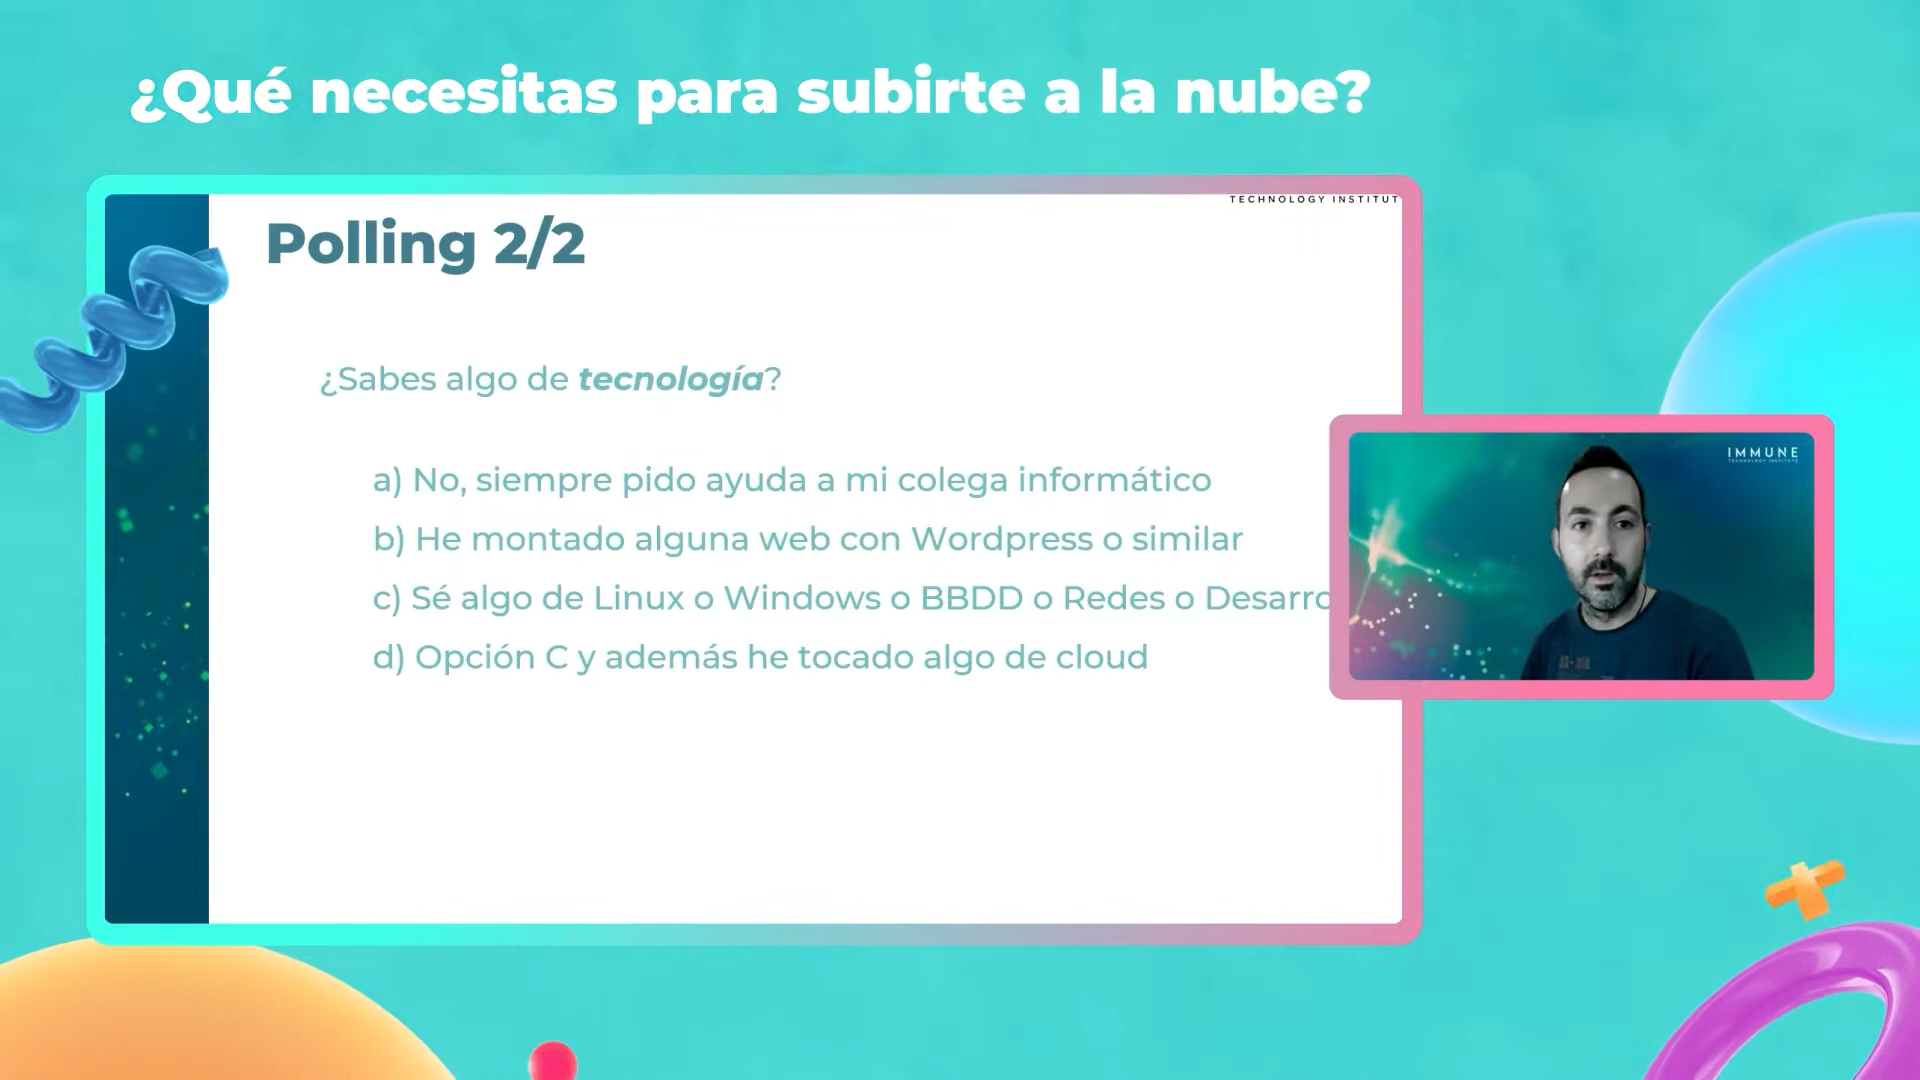 ¿Qué necesitas para subirte a la nube?
TECHNOLOGY INSTITUT
Polling 2/2
¿Sabes algo de tecnología?
a) No, siempre pido ayuda a mi colega informático
b) He montado alguna web con Wordpress o similar
c) Sé algo de Linux o Windows o BBDD o Redes o Desarro
d) Opción C y además he tocado algo de cloud
IMMUNE
TECHNOLOGY INSTITUTE